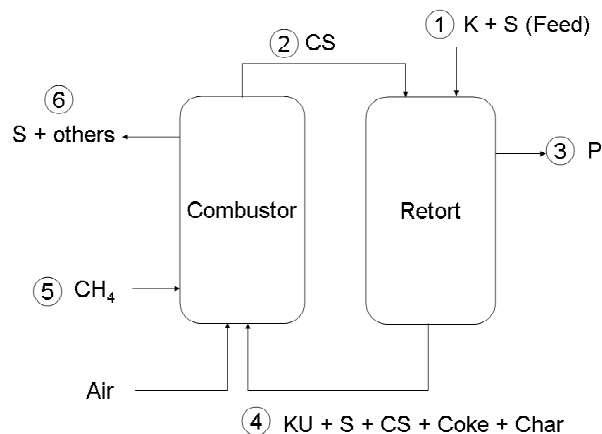 ① K + S (Feed)
② CS
⑥
S + others
③ P
Combustor
Retort
⑤ CH₄
Air
④ KU + S + CS + Coke + Char